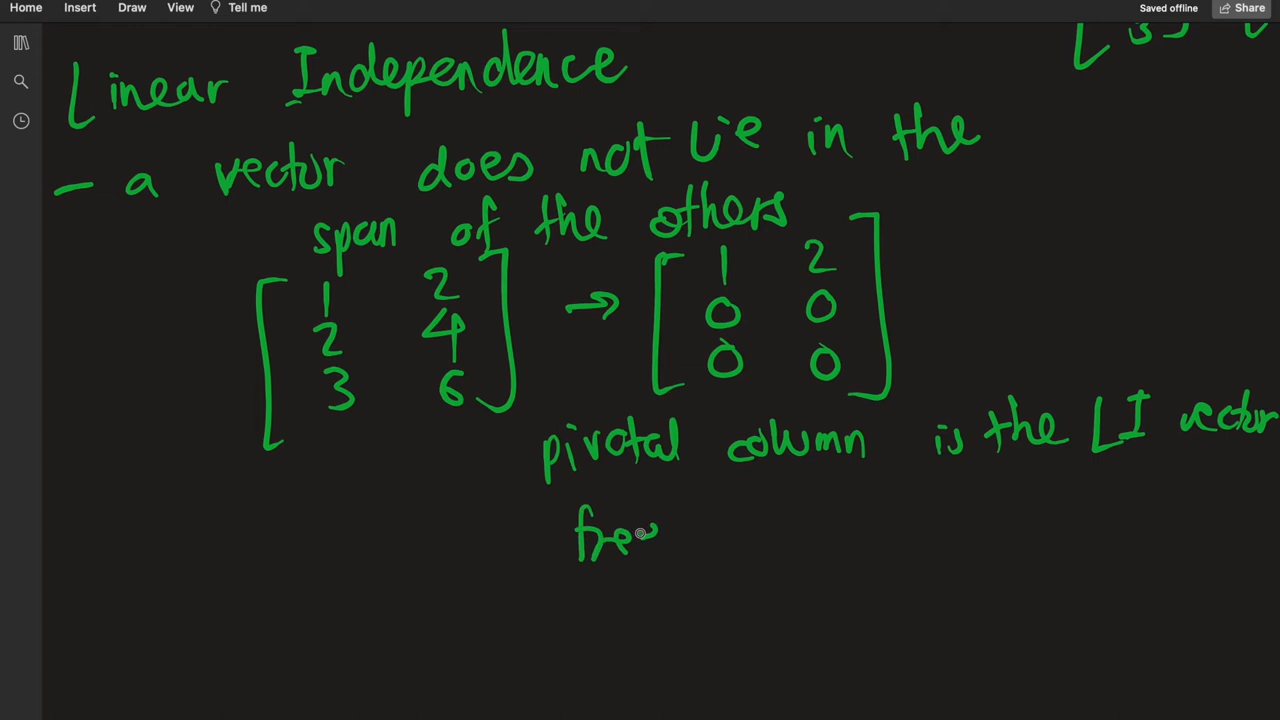 Home Insert Draw View Tell me Saved offline Share
Linear Independence
- a vector does not lie in the
span of the others
[ 1 2 ] → [ 1 2 ]
[ 2 4 ] [ 0 0 ]
[ 3 6 ] [ 0 0 ]
pivotal column is the LI vector
free